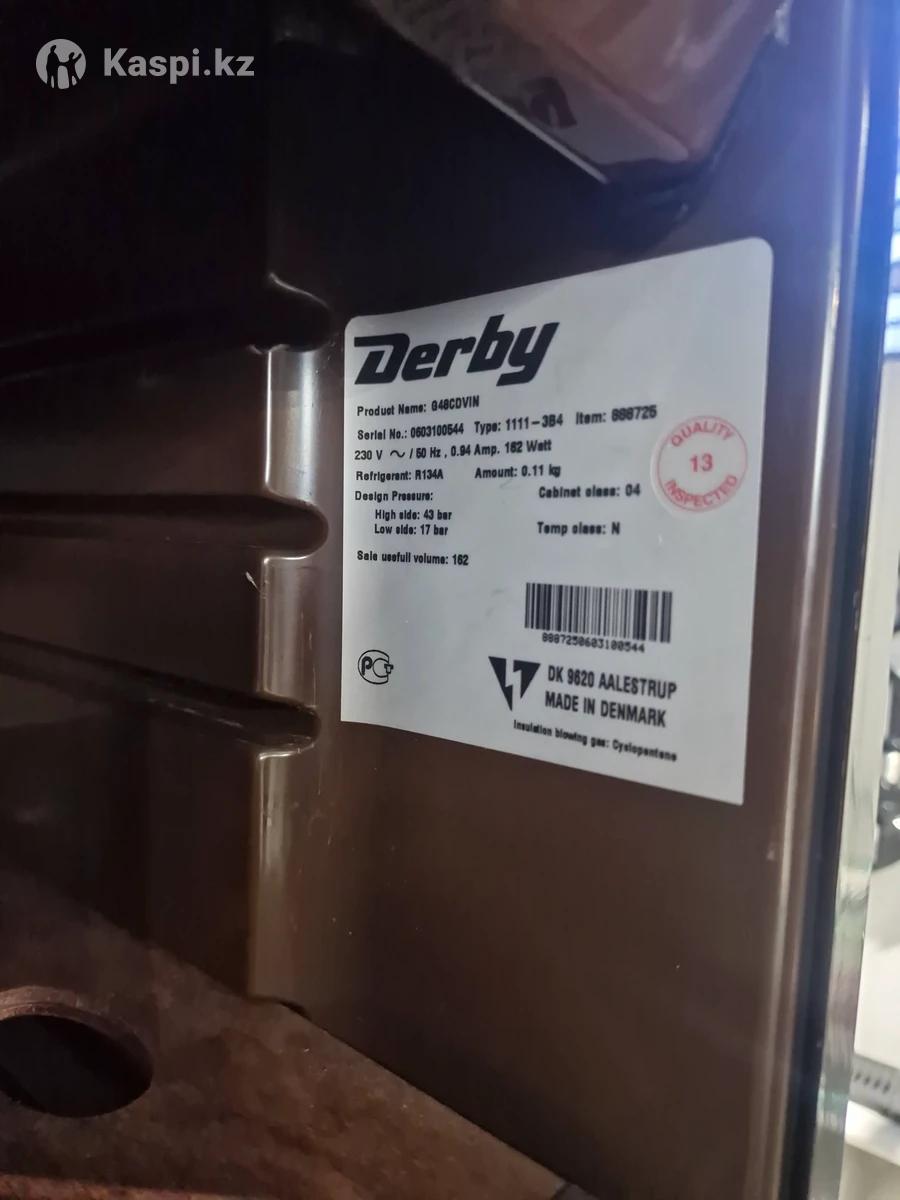 Kaspi.kz
Derby
Product Name: G48CDVIN
Serial No.: 0603100544 Type: 1111-3B4 Item: 888725
230 V ~ / 50 Hz , 0.94 Amp. 162 Watt
Refrigerant: R134A Amount: 0.11 kg
Design Pressure: Cabinet class: 04
High side: 43 bar
Low side: 17 bar Temp class: N
Sale usefull volume: 162
QUALITY
13
INSPECTED
8887250603100544
РСТ
DK 9620 AALESTRUP
MADE IN DENMARK
Insulation blowing gas: Cyclopentane